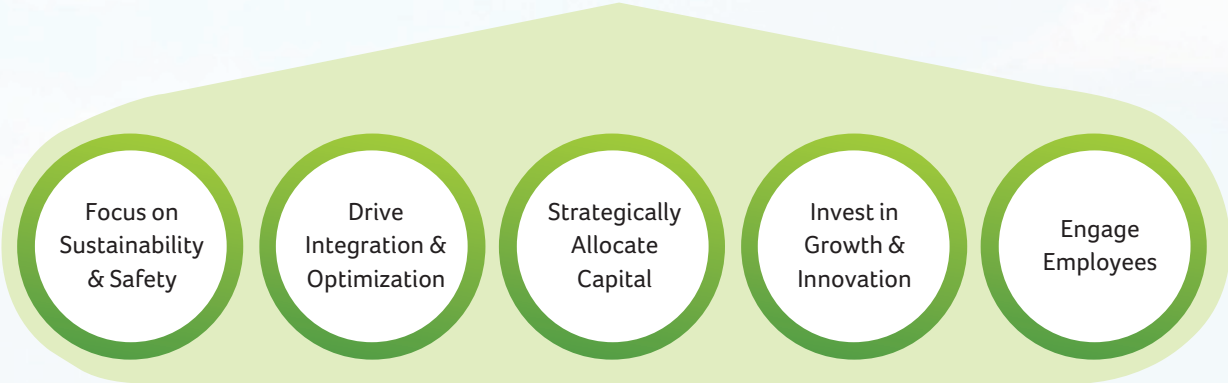 Focus on
Sustainability
& Safety
Drive
Integration &
Optimization
Strategically
Allocate
Capital
Invest in
Growth &
Innovation
Engage
Employees